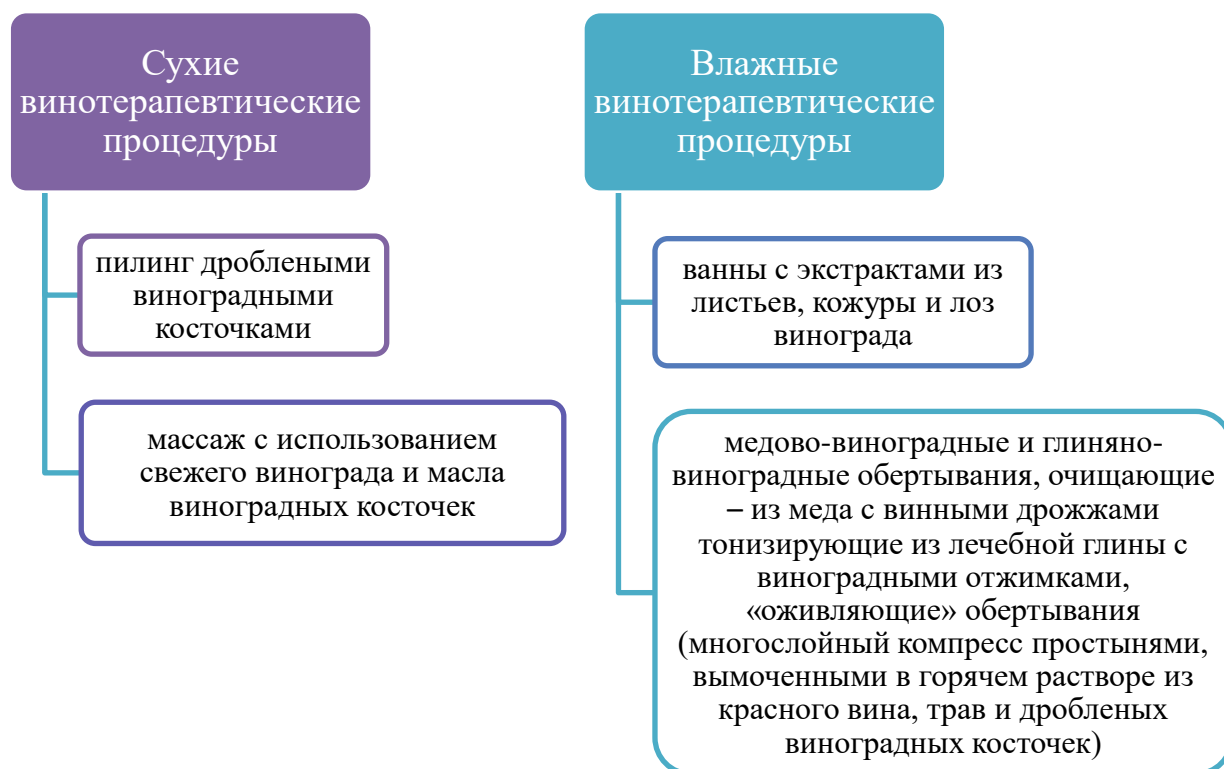 Сухие
винотерапевтические
процедуры
пилинг дроблеными
виноградными
косточками
массаж с использованием
свежего винограда и масла
виноградных косточек
Влажные
винотерапевтические
процедуры
ванны с экстрактами из
листьев, кожуры и лоз
винограда
медово-виноградные и глиняно-
виноградные обертывания, очищающие
– из меда с винными дрожжами
тонизирующие из лечебной глины с
виноградными отжимками,
«оживляющие» обертывания
(многослойный компресс простынями,
вымоченными в горячем растворе из
красного вина, трав и дробленых
виноградных косточек)